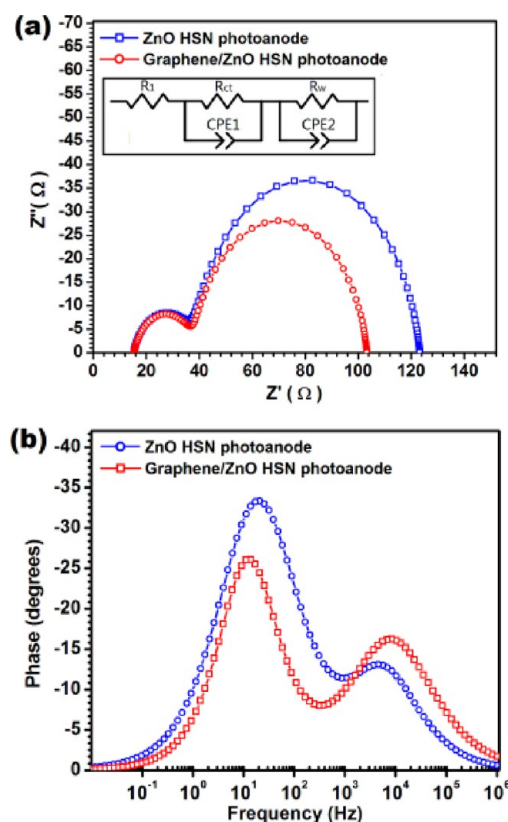 (a)
-70
-65
-60
-55
-50
-45
-40
-35
-30
-25
-20
-15
-10
-5
0
ZnO HSN photoanode
Graphene/ZnO HSN photoanode
R1 Rct Rw
CPE1 CPE2
Z''( Ω )
0 20 40 60 80 100 120 140
Z' ( Ω )
(b)
-40
-35
-30
-25
-20
-15
-10
-5
0
ZnO HSN photoanode
Graphene/ZnO HSN photoanode
Phase (degrees)
10-1 100 101 102 103 104 105 106
Frequency (Hz)